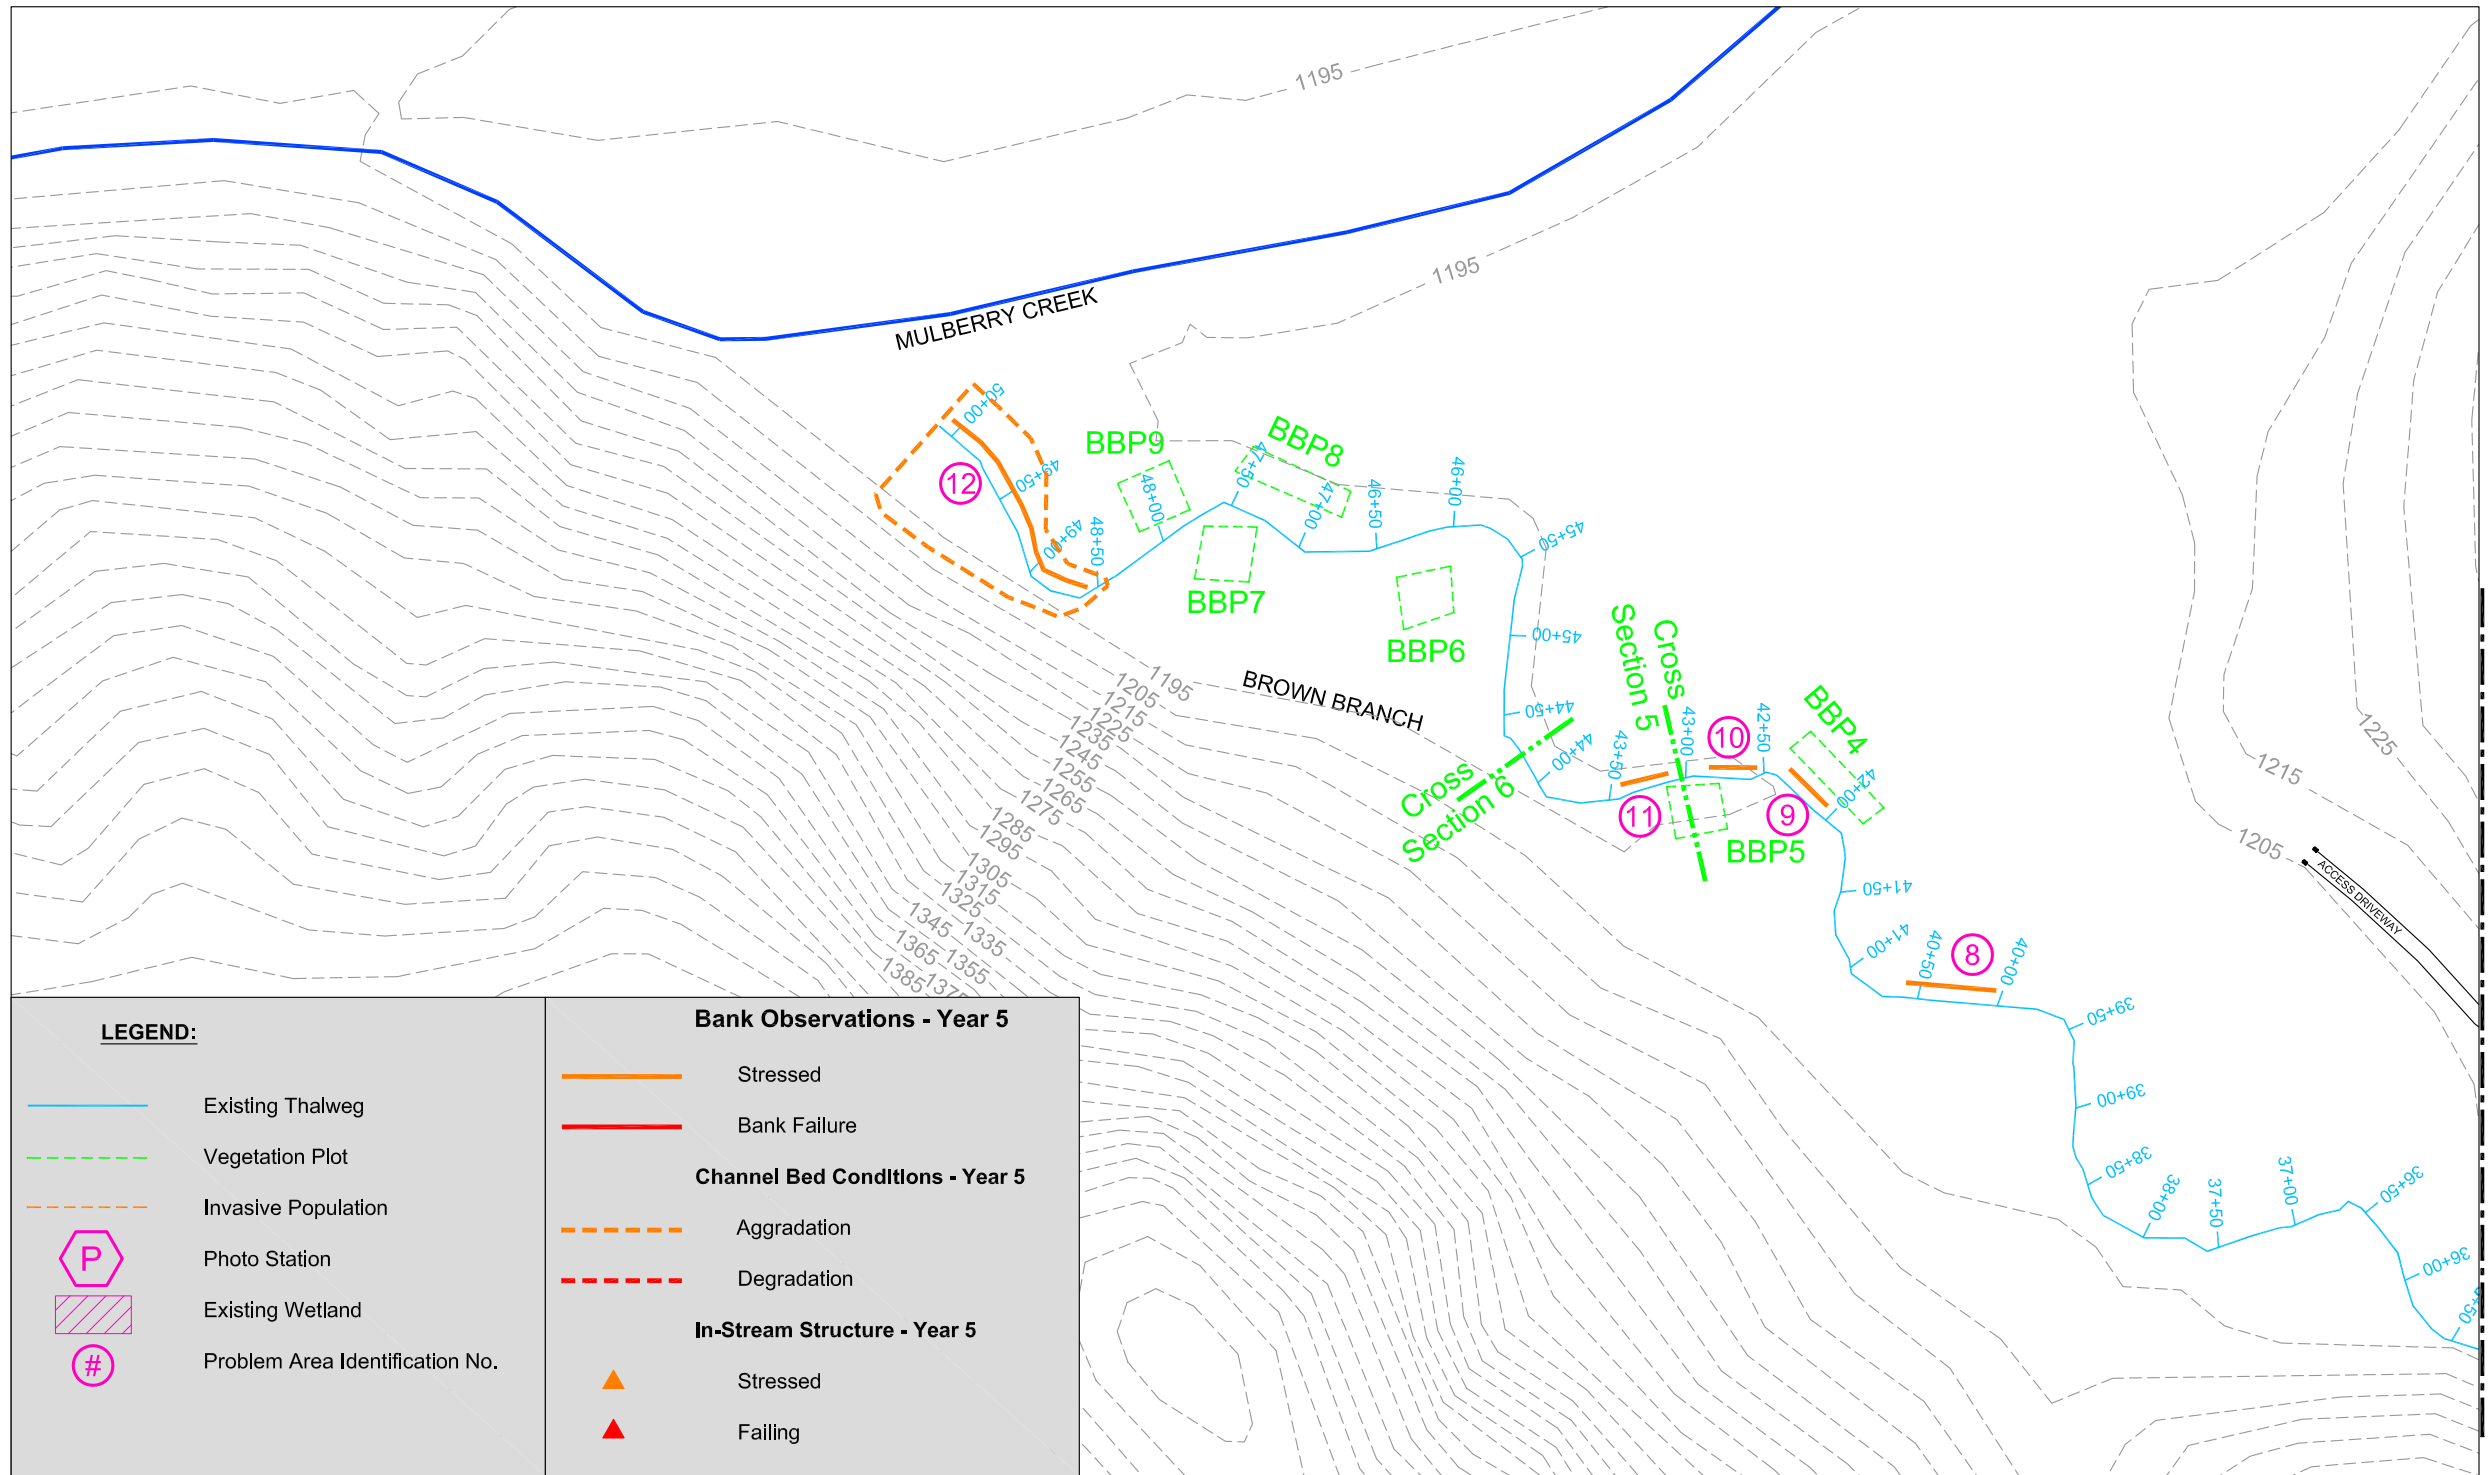 1195
1195
MULBERRY CREEK
50+00
BBP9
BBP8
47+50
49+50
12
48+00
47+00
46+50
46+00
45+50
49+00
48+50
BBP7
BBP6
45+00
Cross
Section 5
BROWN BRANCH
1195
1205
1215
1225
1235
1245
1255
1265
1275
1285
1295
1305
1315
1325
1335
1345
1355
1365
1375
1385
44+50
44+00
43+50
43+00
10
42+50
BBP4
42+00
Cross
Section 6
11
9
BBP5
1225
1215
1205
ACCESS DRIVEWAY
41+50
41+00
40+50
8
40+00
39+50
39+00
38+50
38+00
37+50
37+00
36+50
36+00
LEGEND:
Existing Thalweg
Vegetation Plot
Invasive Population
P
Photo Station
Existing Wetland
#
Problem Area Identification No.
Bank Observations - Year 5
Stressed
Bank Failure
Channel Bed Conditions - Year 5
Aggradation
Degradation
In-Stream Structure - Year 5
Stressed
Failing